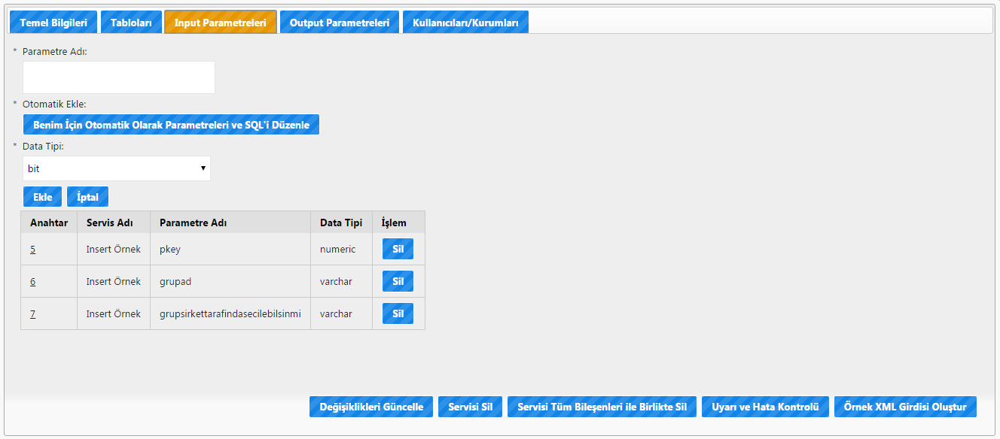 Temel Bilgileri Tabloları Input Parametreleri Output Parametreleri Kullanıcıları/Kurumları
* Parametre Adı:
* Otomatik Ekle:
Benim İçin Otomatik Olarak Parametreleri ve SQL'i Düzenle
* Data Tipi:
bit
Ekle İptal
Anahtar Servis Adı Parametre Adı Data Tipi İşlem
5 Insert Örnek pkey numeric Sil
6 Insert Örnek grupad varchar Sil
7 Insert Örnek grupsirkettarafindasecilebilsinmi varchar Sil
Değişiklikleri Güncelle Servisi Sil Servisi Tüm Bileşenleri ile Birlikte Sil Uyarı ve Hata Kontrolü Örnek XML Girdisi Oluştur